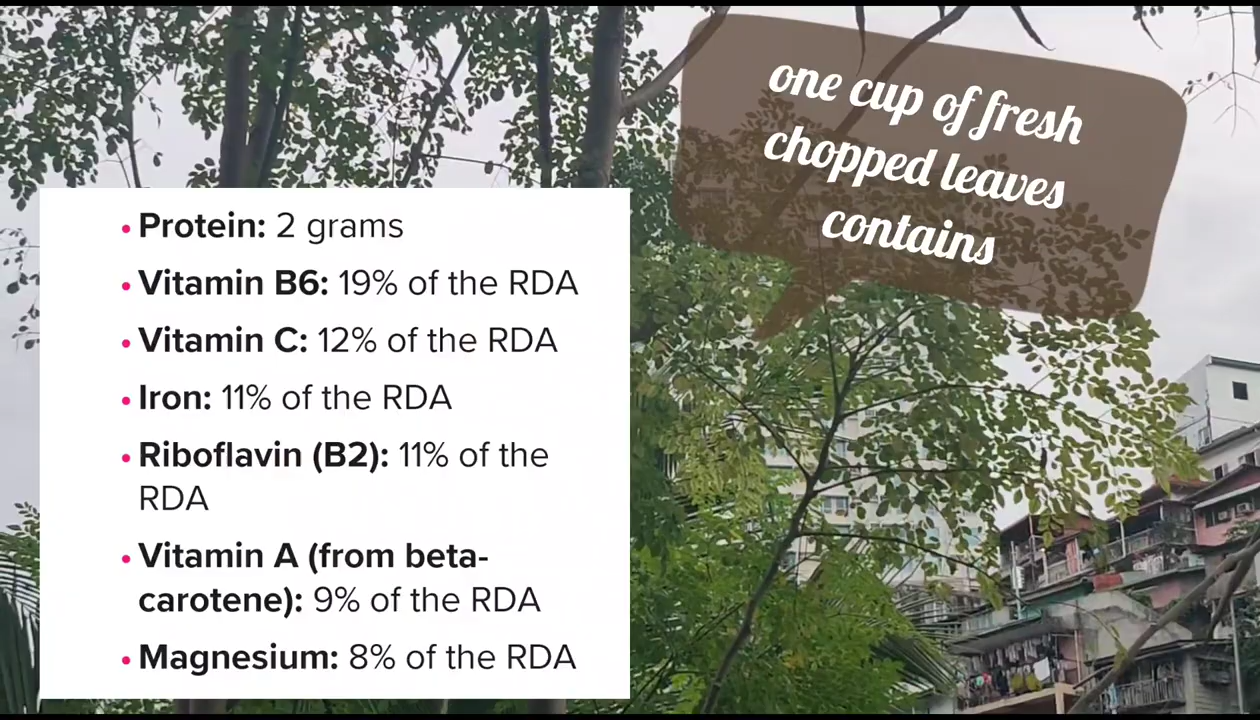 one cup of fresh
chopped leaves
contains
• Protein: 2 grams
• Vitamin B6: 19% of the RDA
• Vitamin C: 12% of the RDA
• Iron: 11% of the RDA
• Riboflavin (B2): 11% of the
RDA
• Vitamin A (from beta-
carotene): 9% of the RDA
• Magnesium: 8% of the RDA